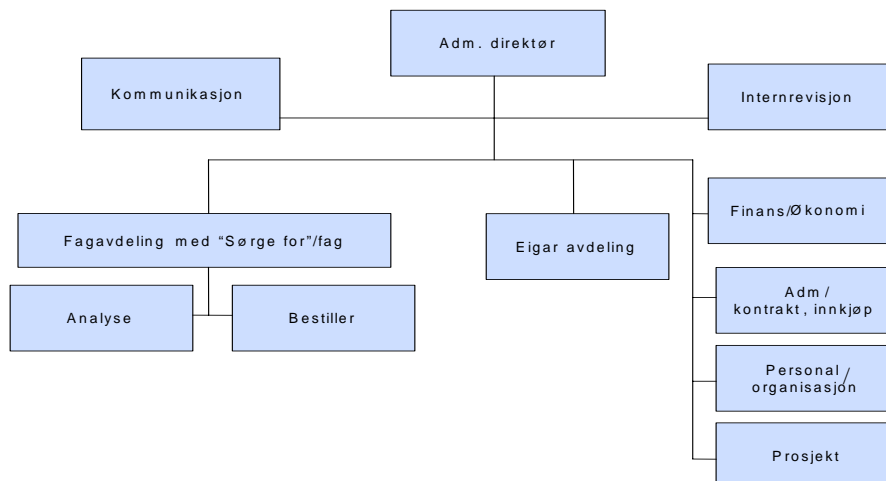 Adm. direktør
Kommunikasjon
Internrevisjon
Finans/Økonomi
Fagavdeling med “Sørge for”/fag
Eigar avdeling
Adm/
kontrakt, innkjøp
Analyse
Bestiller
Personal/
organisasjon
Prosjekt